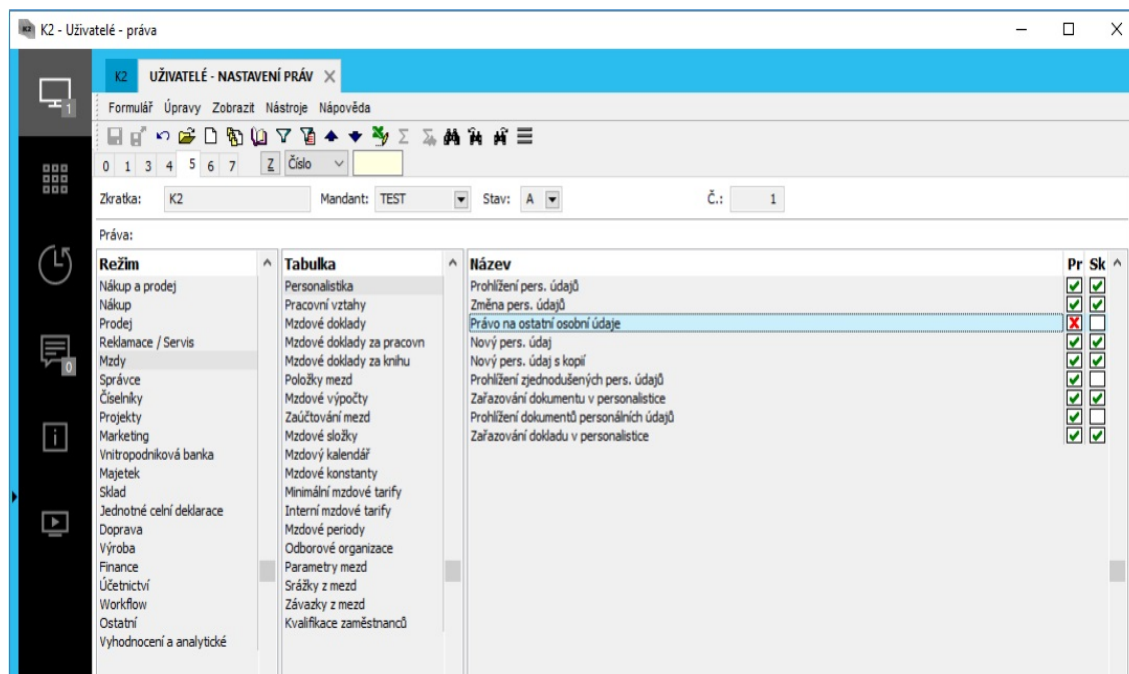 K2 - Uživatelé - práva
K2 UŽIVATELÉ - NASTAVENÍ PRÁV
1
Formulář Úpravy Zobrazit Nástroje Nápověda
0 1 3 4 5 6 7 Z Číslo
Zkratka: K2 Mandant: TEST Stav: A Č.: 1
Práva:
Režim Tabulka Název Pr Sk
Nákup a prodej Personalistika Prohlížení pers. údajů
Nákup Pracovní vztahy Změna pers. údajů
Prodej Mzdové doklady Právo na ostatní osobní údaje
Reklamace / Servis Mzdové doklady za pracovn Nový pers. údaj
Mzdy Mzdové doklady za knihu Nový pers. údaj s kopií
0
Správce Položky mezd Prohlížení zjednodušených pers. údajů
Číselníky Mzdové výpočty Zařazování dokumentu v personalistice
Projekty Zaúčtování mezd Prohlížení dokumentů personálních údajů
Marketing Mzdové složky Zařazování dokladu v personalistice
Vnitropodniková banka Mzdový kalendář
Majetek Mzdové konstanty
Sklad Minimální mzdové tarify
Jednotné celní deklarace Interní mzdové tarify
Doprava Mzdové periody
Výroba Odborové organizace
Finance Parametry mezd
Účetnictví Srážky z mezd
Workflow Závazky z mezd
Ostatní Kvalifikace zaměstnanců
Vyhodnocení a analytické